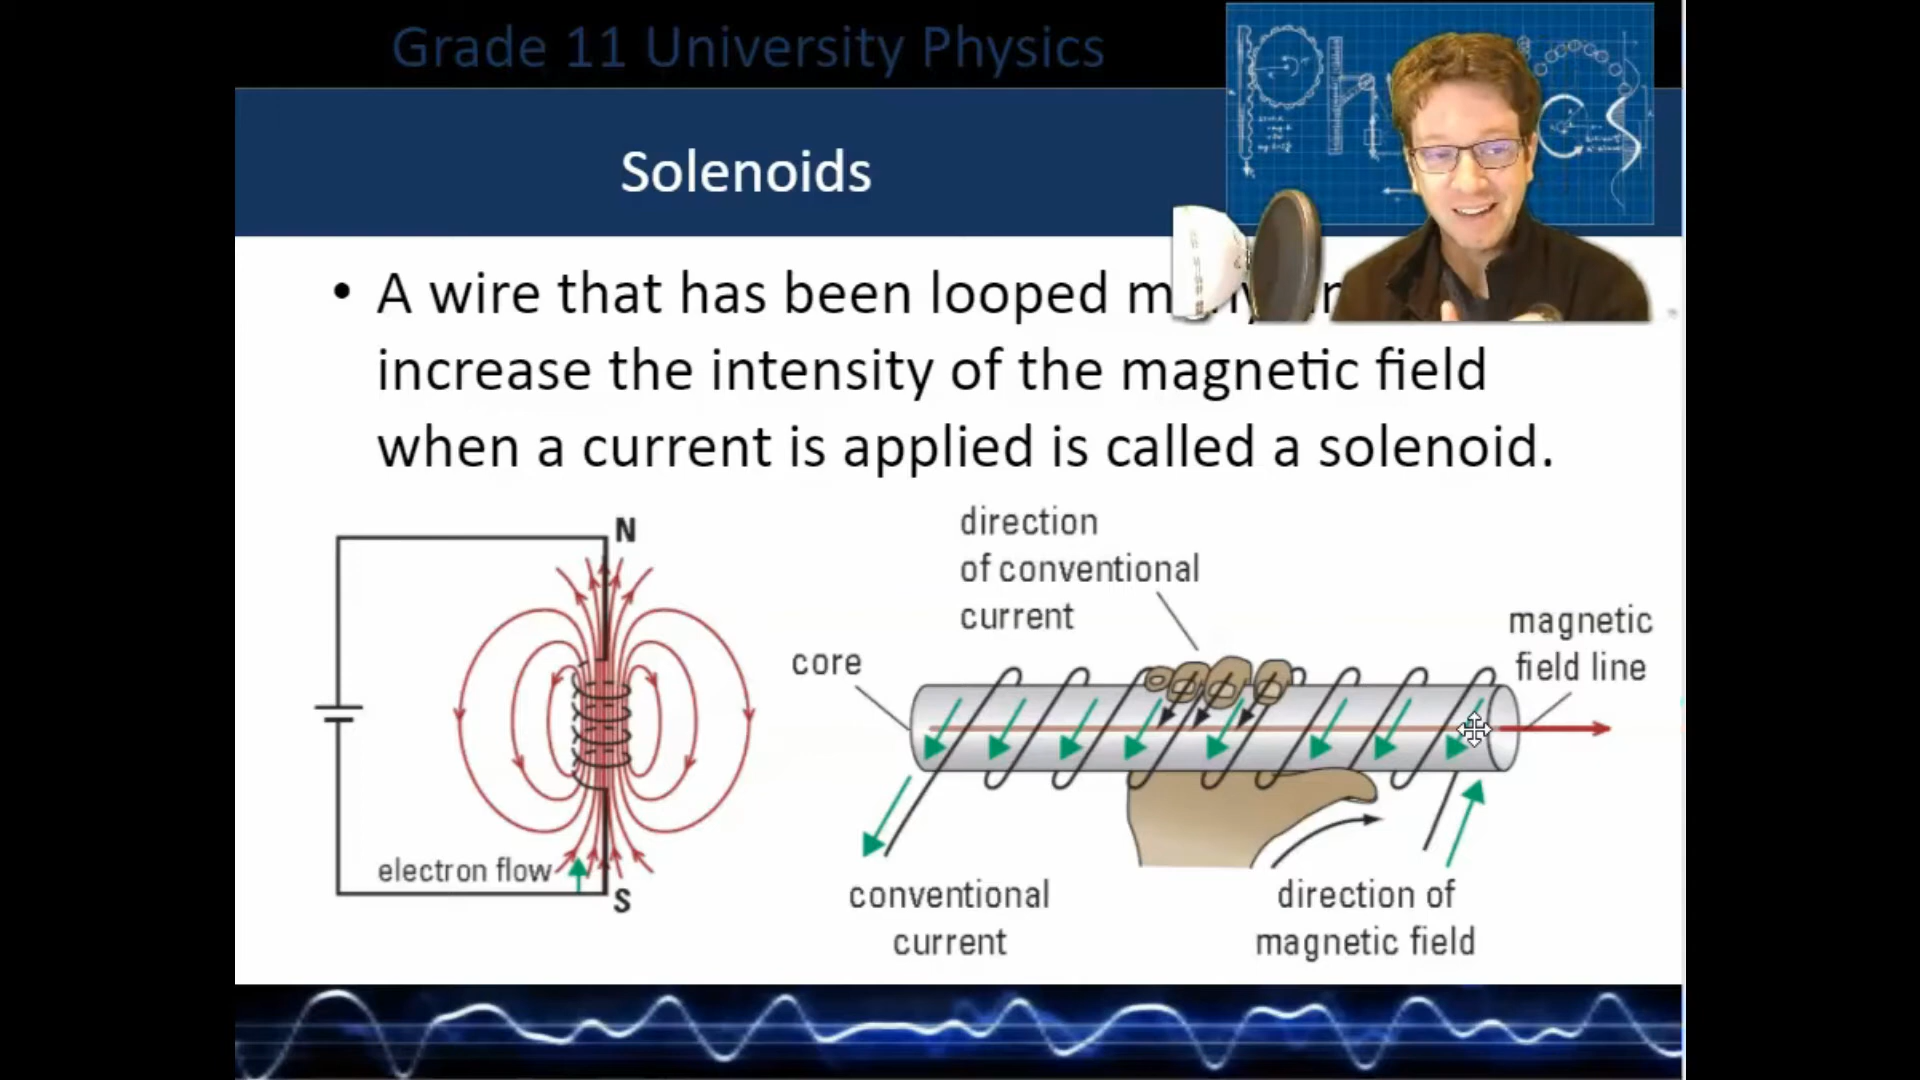 Grade 11 University Physics
Solenoids
• A wire that has been looped
increase the intensity of the magnetic field
when a current is applied is called a solenoid.
N
electron flow
S
direction
of conventional
current
core
magnetic
field line
conventional
current
direction of
magnetic field